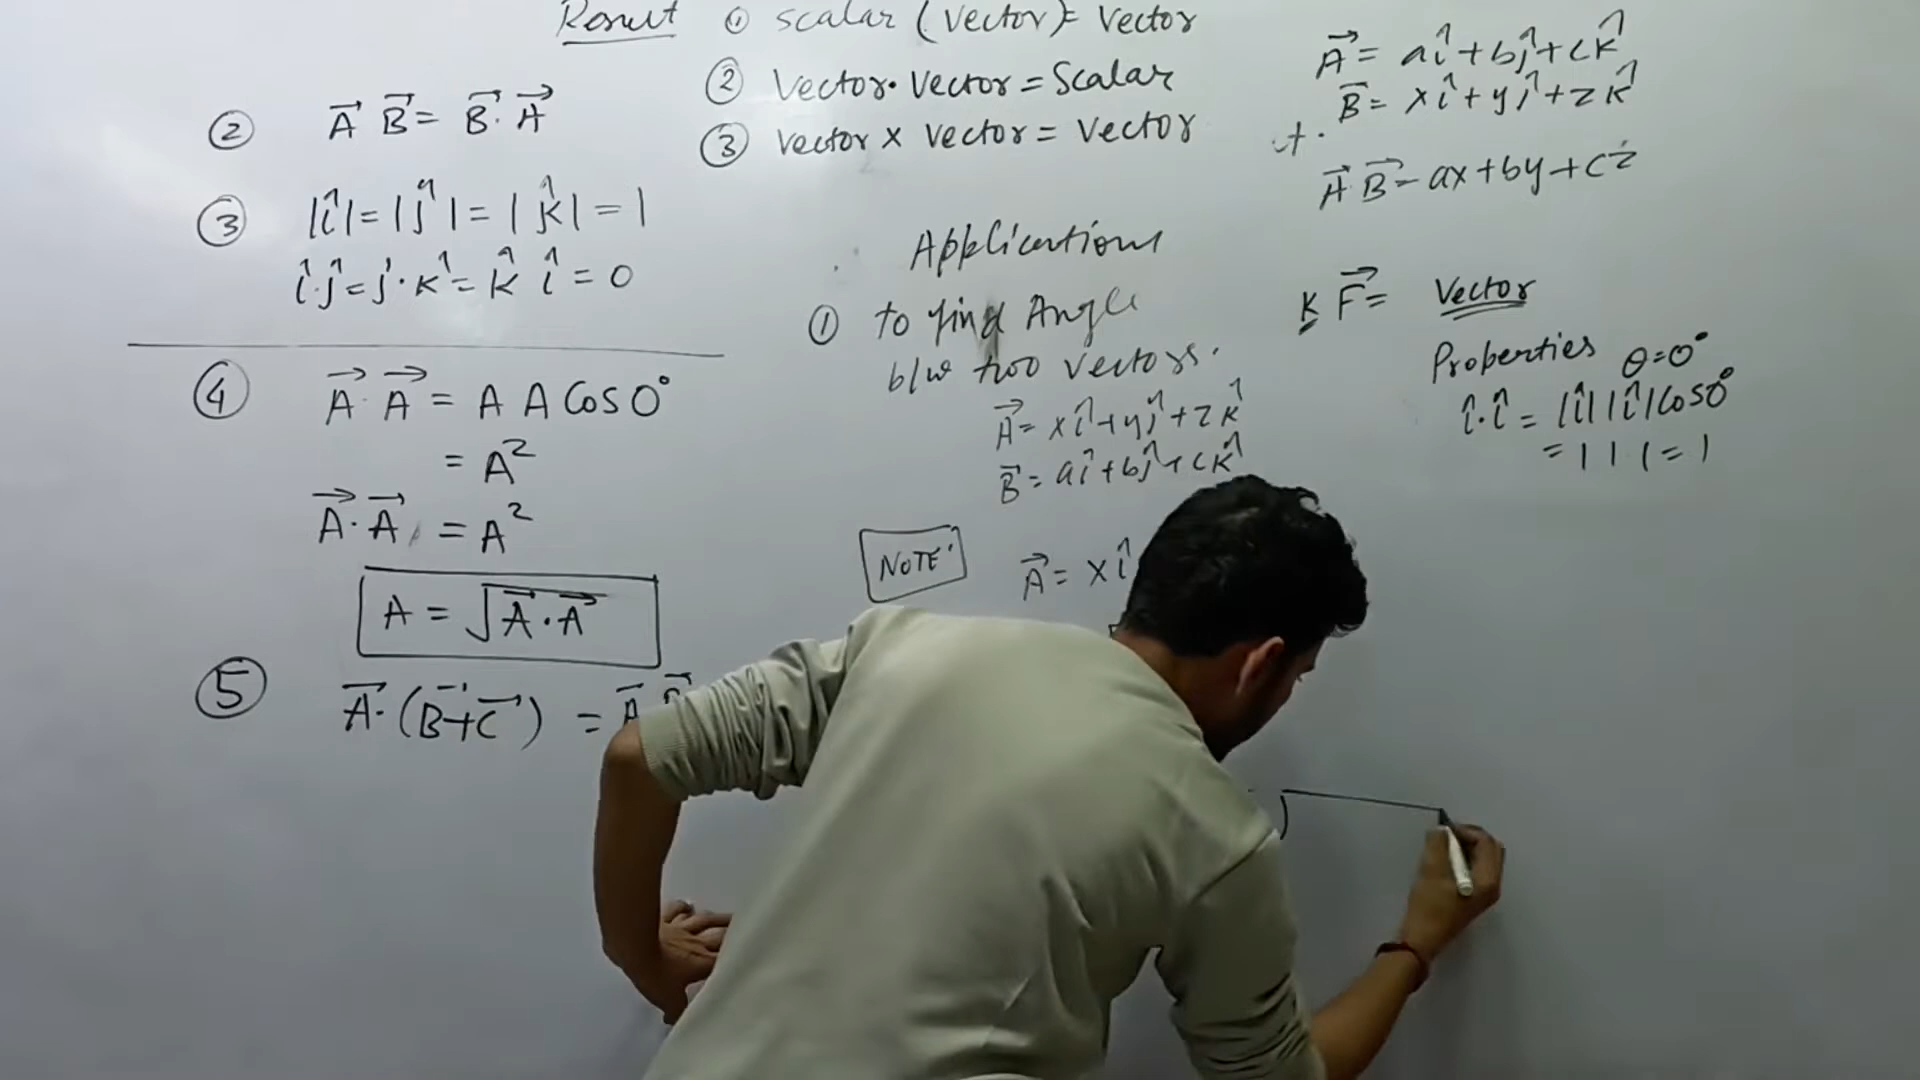 Result ① scalar (vector) = vector
② Vector · Vector = Scalar
③ vector × vector = vector
② A⃗ B⃗ = B⃗ · A⃗
③ |î| = |ĵ| = |k̂| = 1
î·ĵ = ĵ·k̂ = k̂ î = 0
④ A⃗ · A⃗ = A A Cos 0°
= A²
A⃗ · A⃗ = A²
A = √A⃗ · A⃗
⑤ A⃗ · (B⃗ + C⃗) = A⃗ B⃗
Applications
① to find Angle
b/w two vectors.
A⃗ = xî + yĵ + zk̂
B⃗ = aî + bĵ + ck̂
NOTE:
A⃗ = xî
A⃗ = aî + bĵ + ck̂
B⃗ = xî + yĵ + zk̂
A⃗ B⃗ = ax + by + cz
K F⃗ = Vector
Properties θ = 0°
î · î = |î| |î| cos 0°
= 1 1 1 = 1